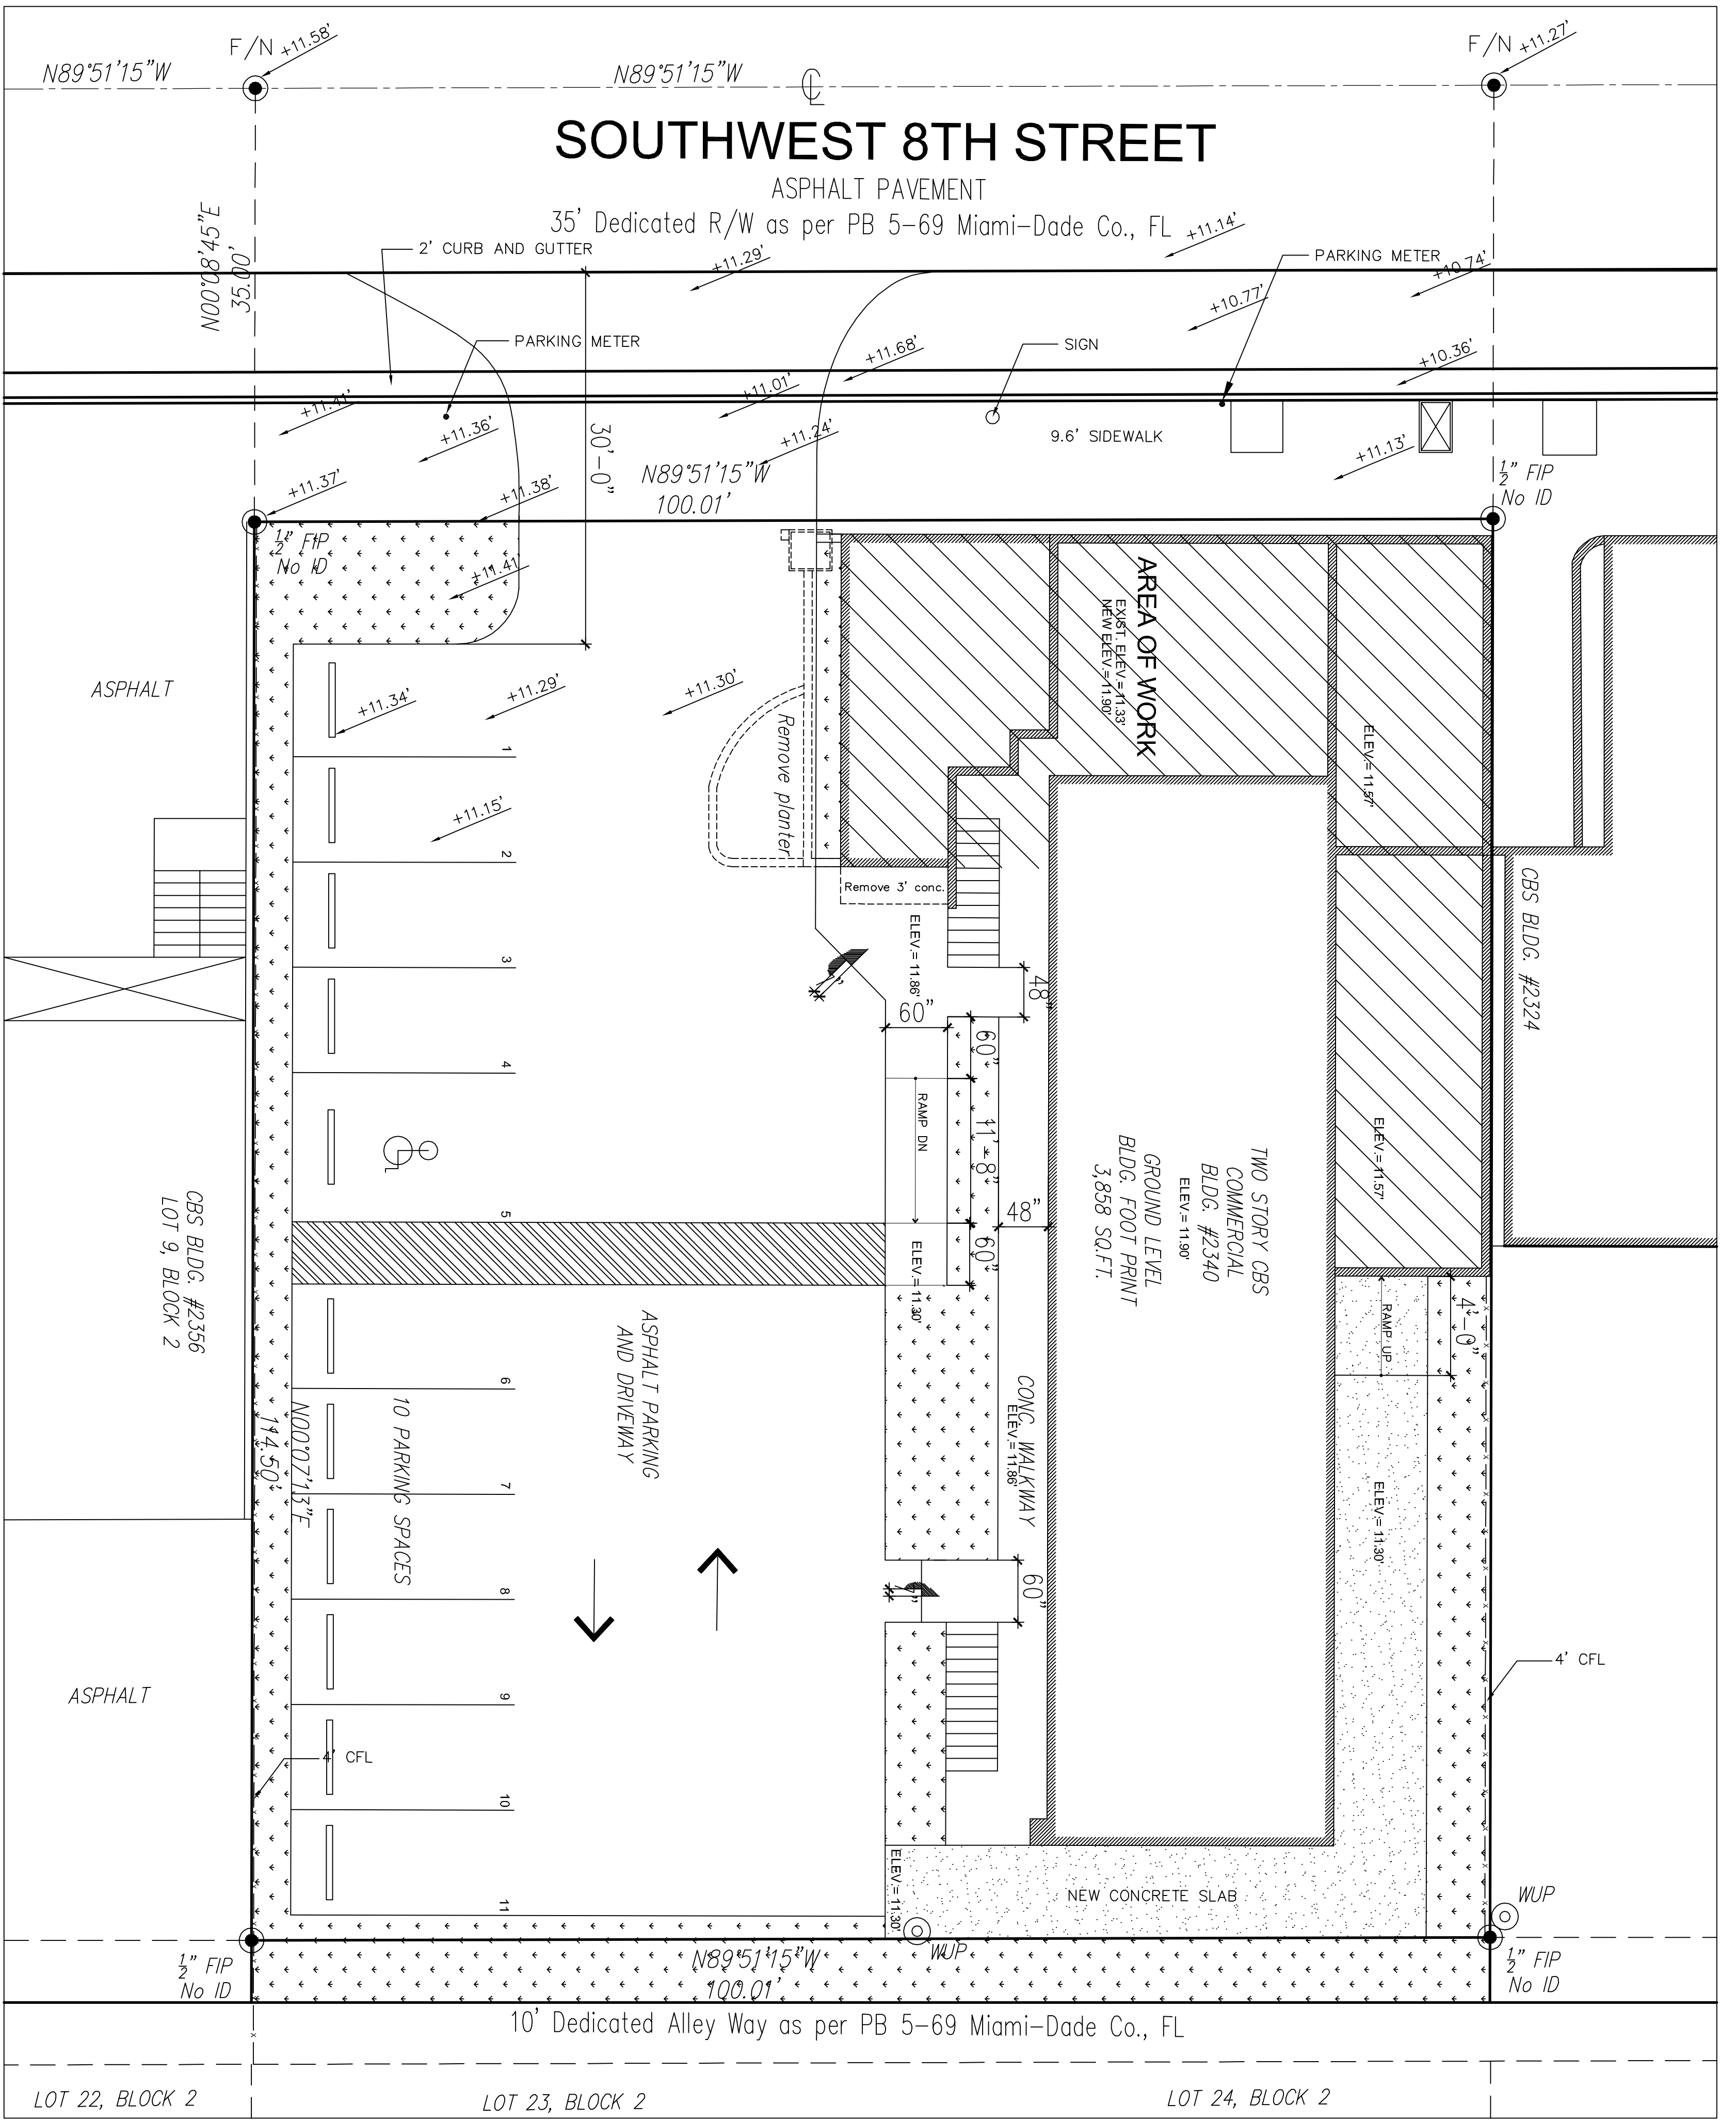 F/N +11.58'
F/N +11.27'
N89°51'15"W
N89°51'15"W
℄
SOUTHWEST 8TH STREET
ASPHALT PAVEMENT
35' Dedicated R/W as per PB 5-69 Miami-Dade Co., FL
N00°08'45"E
35.00'
2' CURB AND GUTTER
+11.29'
+11.14'
PARKING METER
+10.74'
+10.77'
PARKING METER
+11.68'
SIGN
+10.36'
+11.41'
+11.01'
+11.36'
+11.24'
9.6' SIDEWALK
+11.13'
30'-0"
N89°51'15"W
100.01'
+11.37'
+11.38'
½" FIP
No ID
½" FIP
No ID
+11.41'
AREA OF WORK
EXIST. ELEV.=11.33'
NEW ELEV.=11.90'
ASPHALT
+11.34'
+11.29'
+11.30'
Remove planter
ELEV.= 11.57'
1
+11.15'
2
Remove 3' conc.
CBS BLDG. #2324
ELEV.= 11.86'
3
48"
60"
60"
4
RAMP DN
11'-8"
ELEV.= 11.57'
TWO STORY CBS
COMMERCIAL
BLDG. #2340
ELEV.= 11.90'
GROUND LEVEL
BLDG. FOOT PRINT
3,858 SQ.FT.
CBS BLDG. #2356
LOT 9, BLOCK 2
5
48"
60"
ELEV.= 11.30'
4'-0"
RAMP UP
ASPHALT PARKING
AND DRIVEWAY
6
CONC. WALKWAY
ELEV.= 11.86'
N00°07'13"E
114.50'
10 PARKING SPACES
7
ELEV.= 11.30'
8
60"
4' CFL
ASPHALT
9
4' CFL
10
11
ELEV.= 11.30'
NEW CONCRETE SLAB
WUP
WUP
N89°51'15"W
100.01'
½" FIP
No ID
½" FIP
No ID
10' Dedicated Alley Way as per PB 5-69 Miami-Dade Co., FL
LOT 22, BLOCK 2
LOT 23, BLOCK 2
LOT 24, BLOCK 2